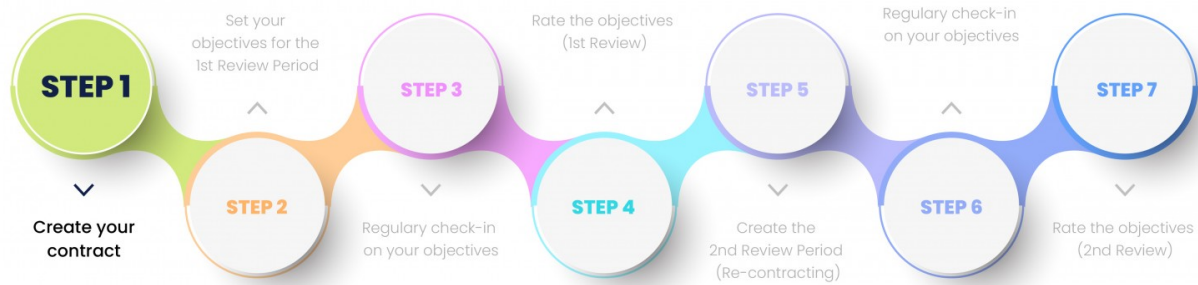 STEP 1
Create your
contract
Set your
objectives for the
1st Review Period
STEP 2
STEP 3
Regulary check-in
on your objectives
Rate the objectives
(1st Review)
STEP 4
STEP 5
Create the
2nd Review Period
(Re-contracting)
Regulary check-in
on your objectives
STEP 6
STEP 7
Rate the objectives
(2nd Review)